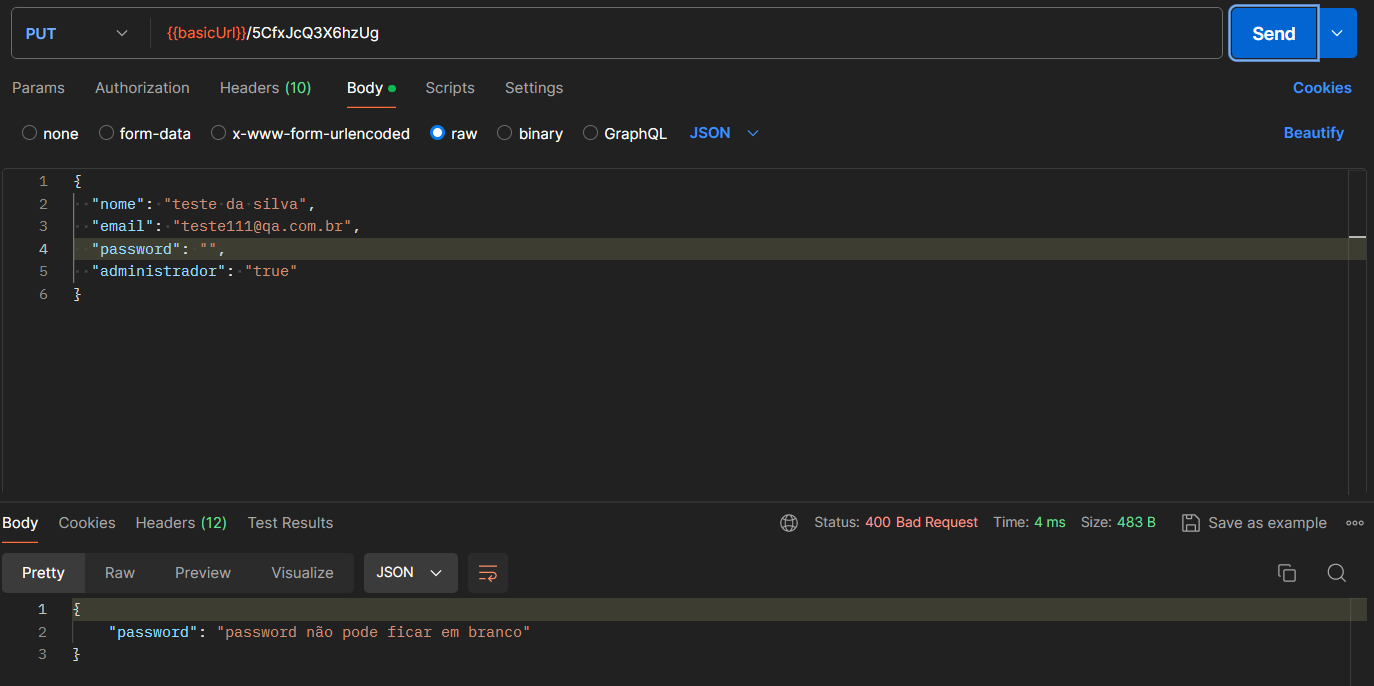 PUT {{basicUrl}}/5CfxJcQ3X6hzUg Send
Params Authorization Headers (10) Body Scripts Settings Cookies
none form-data x-www-form-urlencoded raw binary GraphQL JSON Beautify
1 {
2 "nome": "teste da silva",
3 "email": "teste111@qa.com.br",
4 "password": "",
5 "administrador": "true"
6 }
Body Cookies Headers (12) Test Results Status: 400 Bad Request Time: 4 ms Size: 483 B Save as example
Pretty Raw Preview Visualize JSON
1 {
2 "password": "password não pode ficar em branco"
3 }